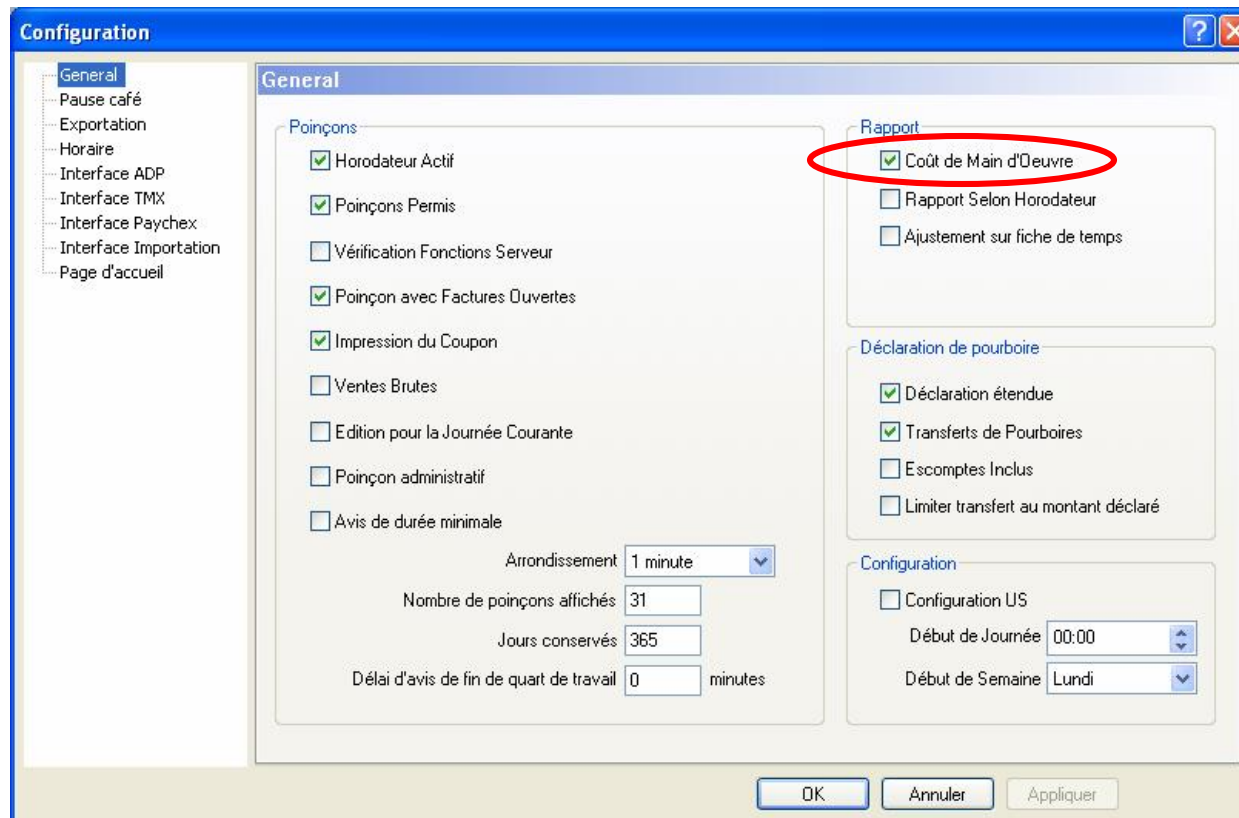 Configuration
General
Pause café
Exportation
Horaire
Interface ADP
Interface TMX
Interface Paychex
Interface Importation
Page d'accueil
General
Poinçons
Horodateur Actif
Poinçons Permis
Vérification Fonctions Serveur
Poinçon avec Factures Ouvertes
Impression du Coupon
Ventes Brutes
Edition pour la Journée Courante
Poinçon administratif
Avis de durée minimale
Arrondissement 1 minute
Nombre de poinçons affichés 31
Jours conservés 365
Délai d'avis de fin de quart de travail 0 minutes
Rapport
Coût de Main d'Oeuvre
Rapport Selon Horodateur
Ajustement sur fiche de temps
Déclaration de pourboire
Déclaration étendue
Transferts de Pourboires
Escomptes Inclus
Limiter transfert au montant déclaré
Configuration
Configuration US
Début de Journée 00:00
Début de Semaine Lundi
OK Annuler Appliquer